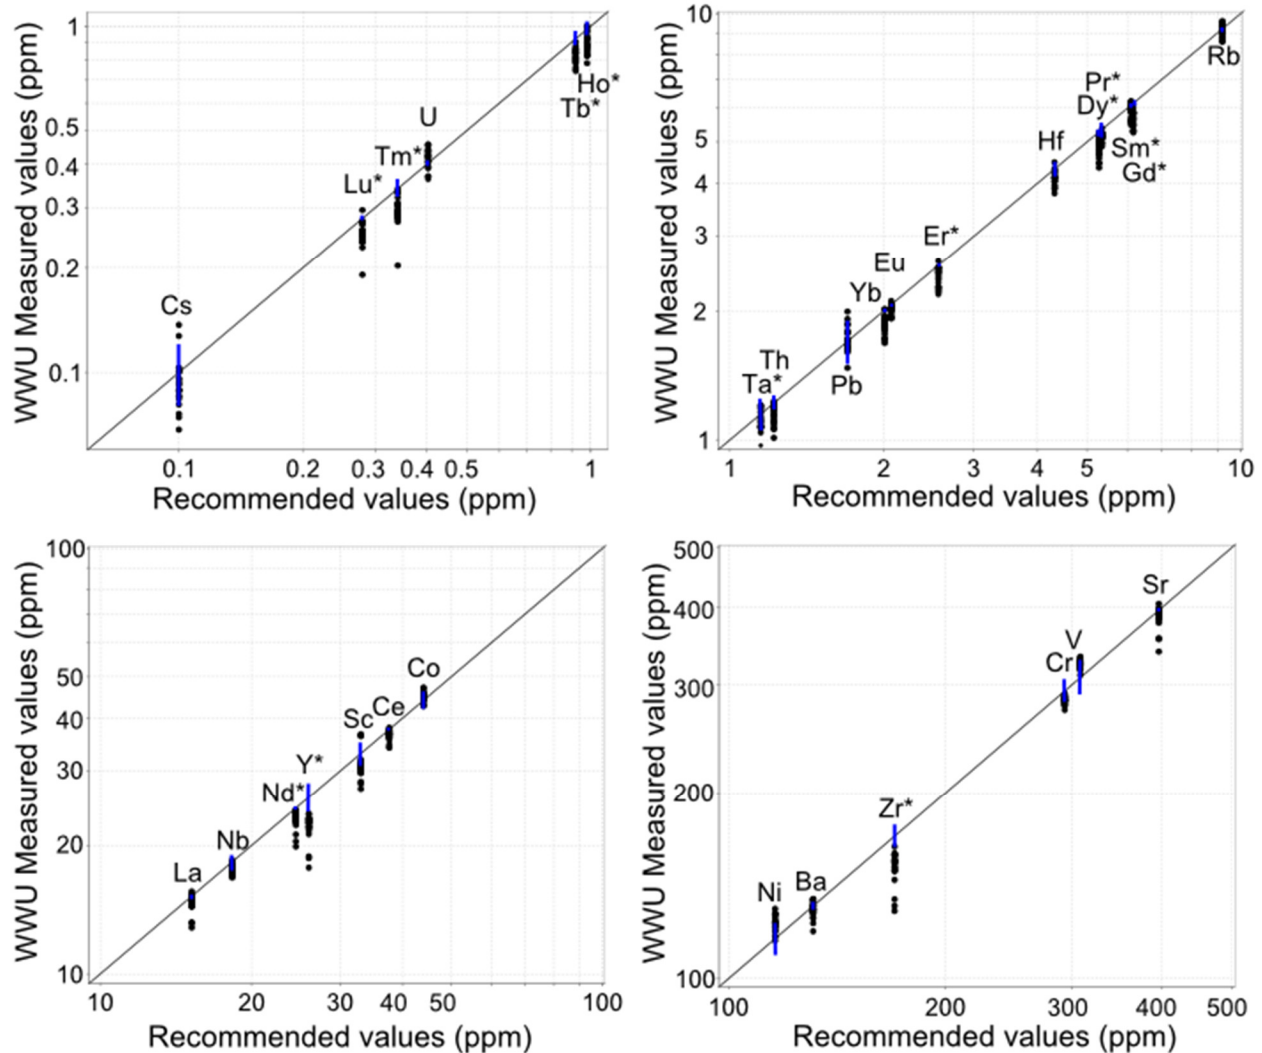 WWU Measured values (ppm)
1
0.5
0.4
0.3
0.2
0.1
Cs
Lu*
Tm*
U
Ho*
Tb*
0.1 0.2 0.3 0.4 0.5 1
Recommended values (ppm)
WWU Measured values (ppm)
10
5
4
3
2
1
Ta*
Th
Pb
Yb
Eu
Er*
Hf
Pr*
Dy*
Sm*
Gd*
Rb
1 2 3 4 5 10
Recommended values (ppm)
WWU Measured values (ppm)
100
50
40
30
20
10
La
Nb
Nd*
Y*
Sc
Ce
Co
10 20 30 40 50 100
Recommended values (ppm)
WWU Measured values (ppm)
500
400
300
200
100
Ni
Ba
Zr*
Cr
V
Sr
100 200 300 400 500
Recommended values (ppm)